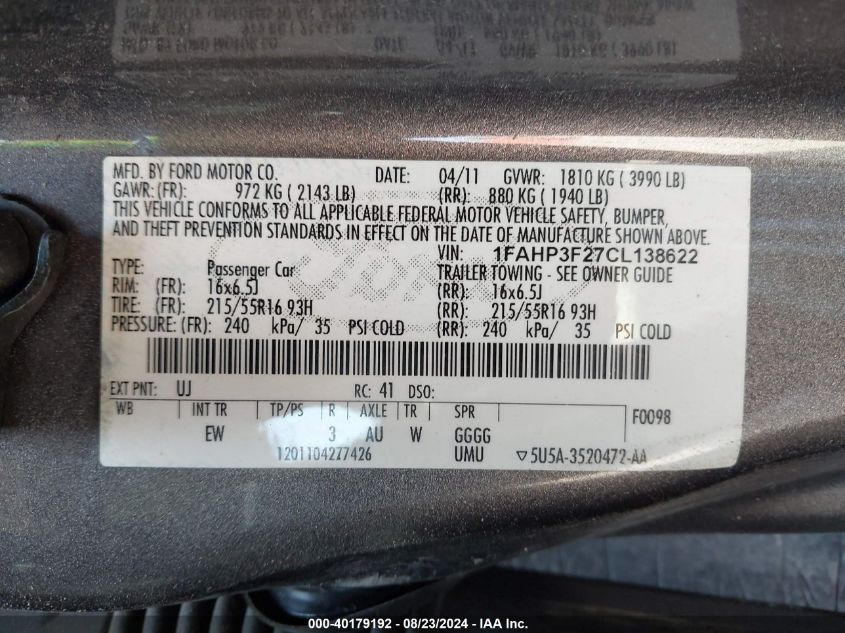 MFD. BY FORD MOTOR CO. DATE: 04/11 GVWR: 1810 KG ( 3990 LB)
GAWR: (FR): 972 KG ( 2143 LB) (RR): 880 KG ( 1940 LB)
THIS VEHICLE CONFORMS TO ALL APPLICABLE FEDERAL MOTOR VEHICLE SAFETY, BUMPER,
AND THEFT PREVENTION STANDARDS IN EFFECT ON THE DATE OF MANUFACTURE SHOWN ABOVE.
VIN: 1FAHP3F27CL138622
TYPE: Passenger Car TRAILER TOWING - SEE OWNER GUIDE
RIM: (FR): 16x6.5J (RR): 16x6.5J
TIRE: (FR): 215/55R16 93H (RR): 215/55R16 93H
PRESSURE: (FR): 240 kPa/ 35 PSI COLD (RR): 240 kPa/ 35 PSI COLD
EXT PNT: UJ RC: 41 DSO:
WB INT TR TP/PS R AXLE TR SPR F0098
EW 3 AU W GGGG
1201104277426 UMU ▽5U5A-3520472-AA
000-40179192 - 08/23/2024 - IAA Inc.